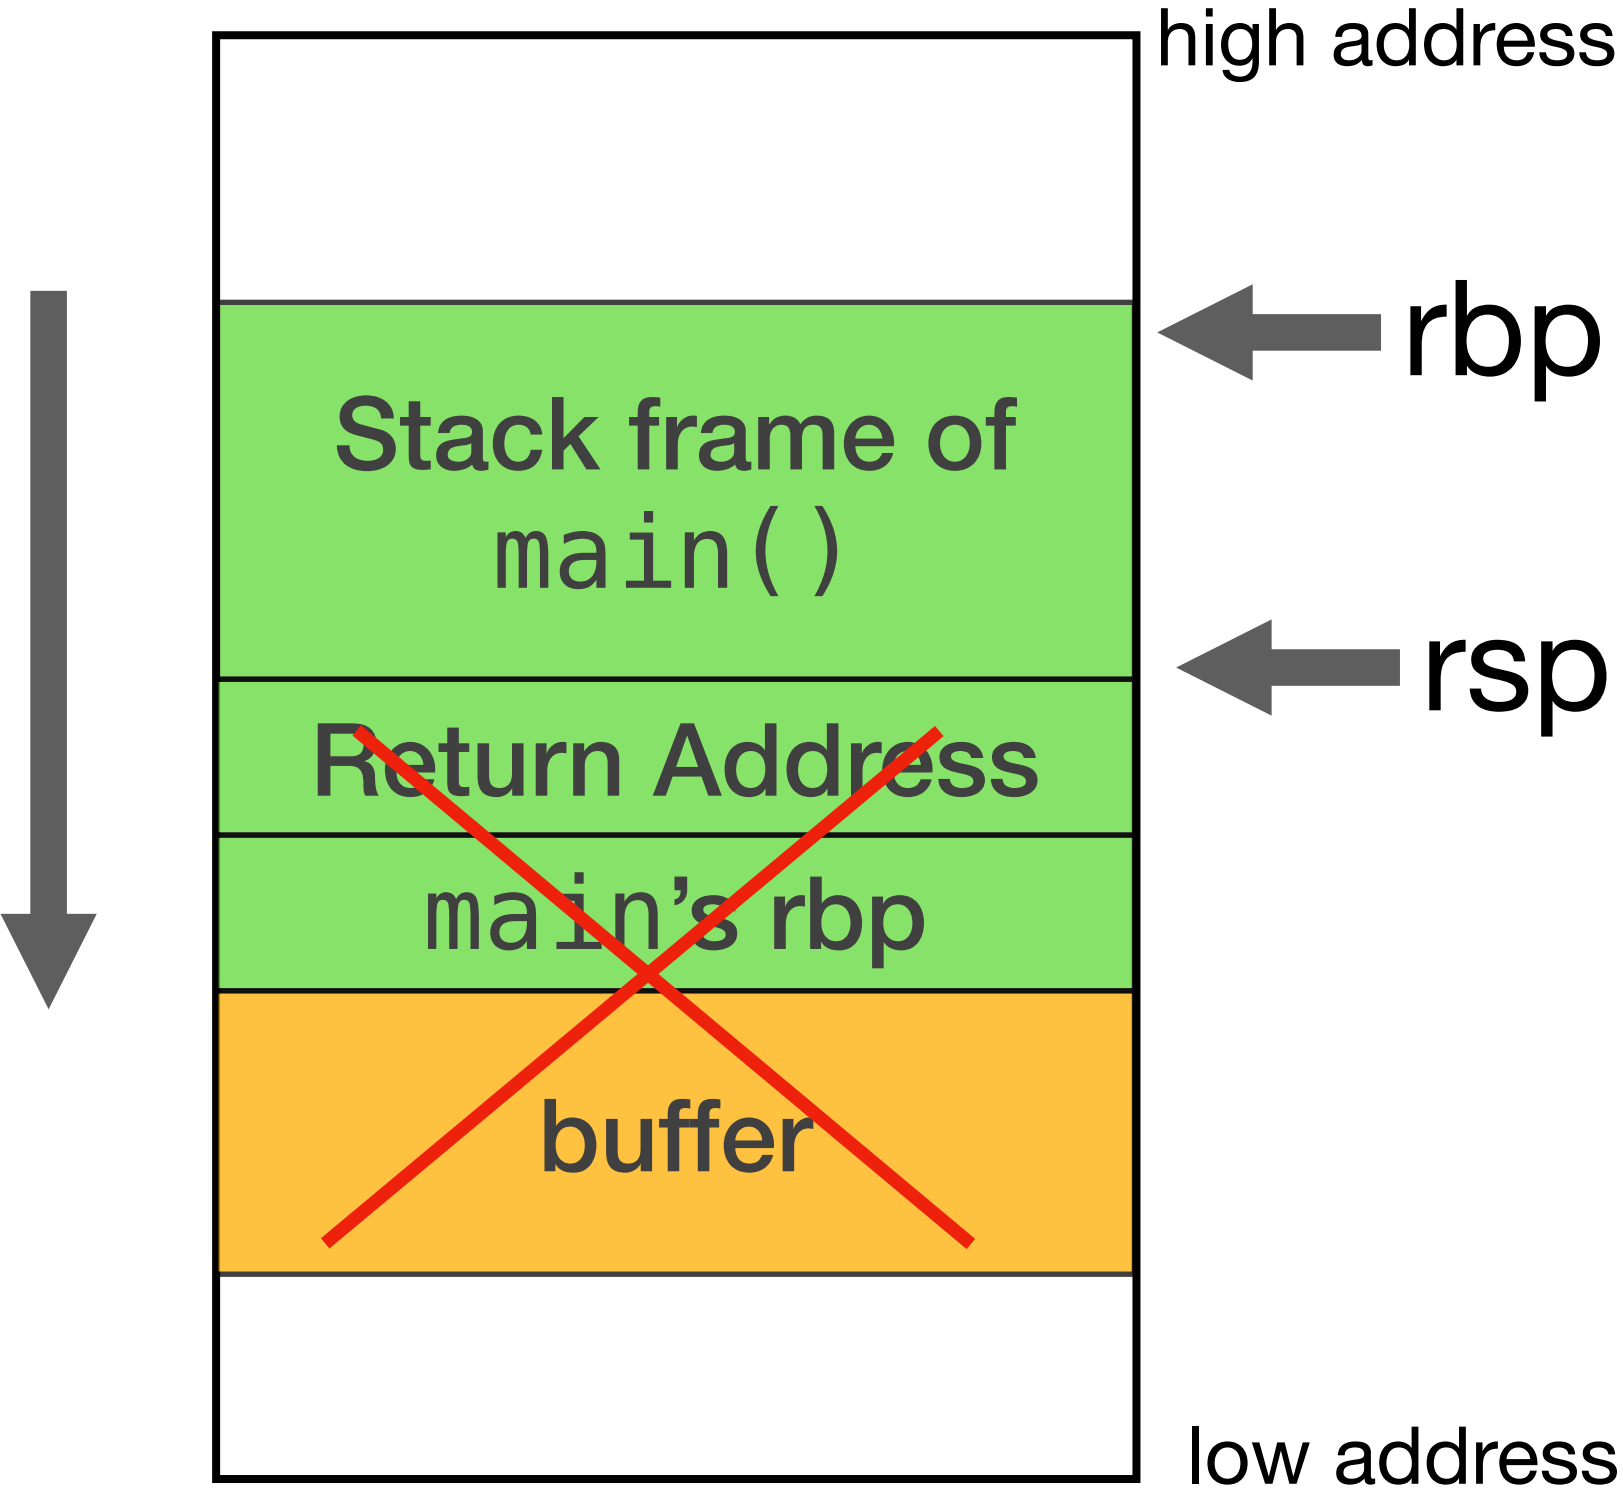 high address
rbp
Stack frame of
main()
rsp
Return Address
main’s rbp
buffer
low address